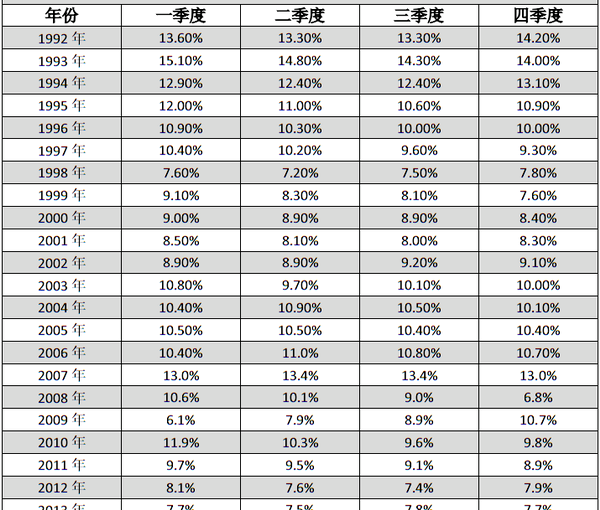 年份 一季度 二季度 三季度 四季度
1992 年 13.60% 13.30% 13.30% 14.20%
1993 年 15.10% 14.80% 14.30% 14.00%
1994 年 12.90% 12.40% 12.40% 13.10%
1995 年 12.00% 11.00% 10.60% 10.90%
1996 年 10.90% 10.30% 10.00% 10.00%
1997 年 10.40% 10.20% 9.60% 9.30%
1998 年 7.60% 7.20% 7.50% 7.80%
1999 年 9.10% 8.30% 8.10% 7.60%
2000 年 9.00% 8.90% 8.90% 8.40%
2001 年 8.50% 8.10% 8.00% 8.30%
2002 年 8.90% 8.90% 9.20% 9.10%
2003 年 10.80% 9.70% 10.10% 10.00%
2004 年 10.40% 10.90% 10.50% 10.10%
2005 年 10.50% 10.50% 10.40% 10.40%
2006 年 10.40% 11.0% 10.80% 10.70%
2007 年 13.0% 13.4% 13.4% 13.0%
2008 年 10.6% 10.1% 9.0% 6.8%
2009 年 6.1% 7.9% 8.9% 10.7%
2010 年 11.9% 10.3% 9.6% 9.8%
2011 年 9.7% 9.5% 9.1% 8.9%
2012 年 8.1% 7.6% 7.4% 7.9%
2013 年 7.7% 7.5% 7.8% 7.7%